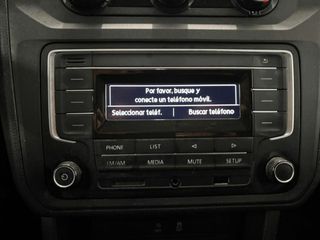 Por favor, busque y
conecte un teléfono móvil.
Seleccionar teléf. Buscar teléfono
PHONE LIST
FM/AM MEDIA MUTE SETUP